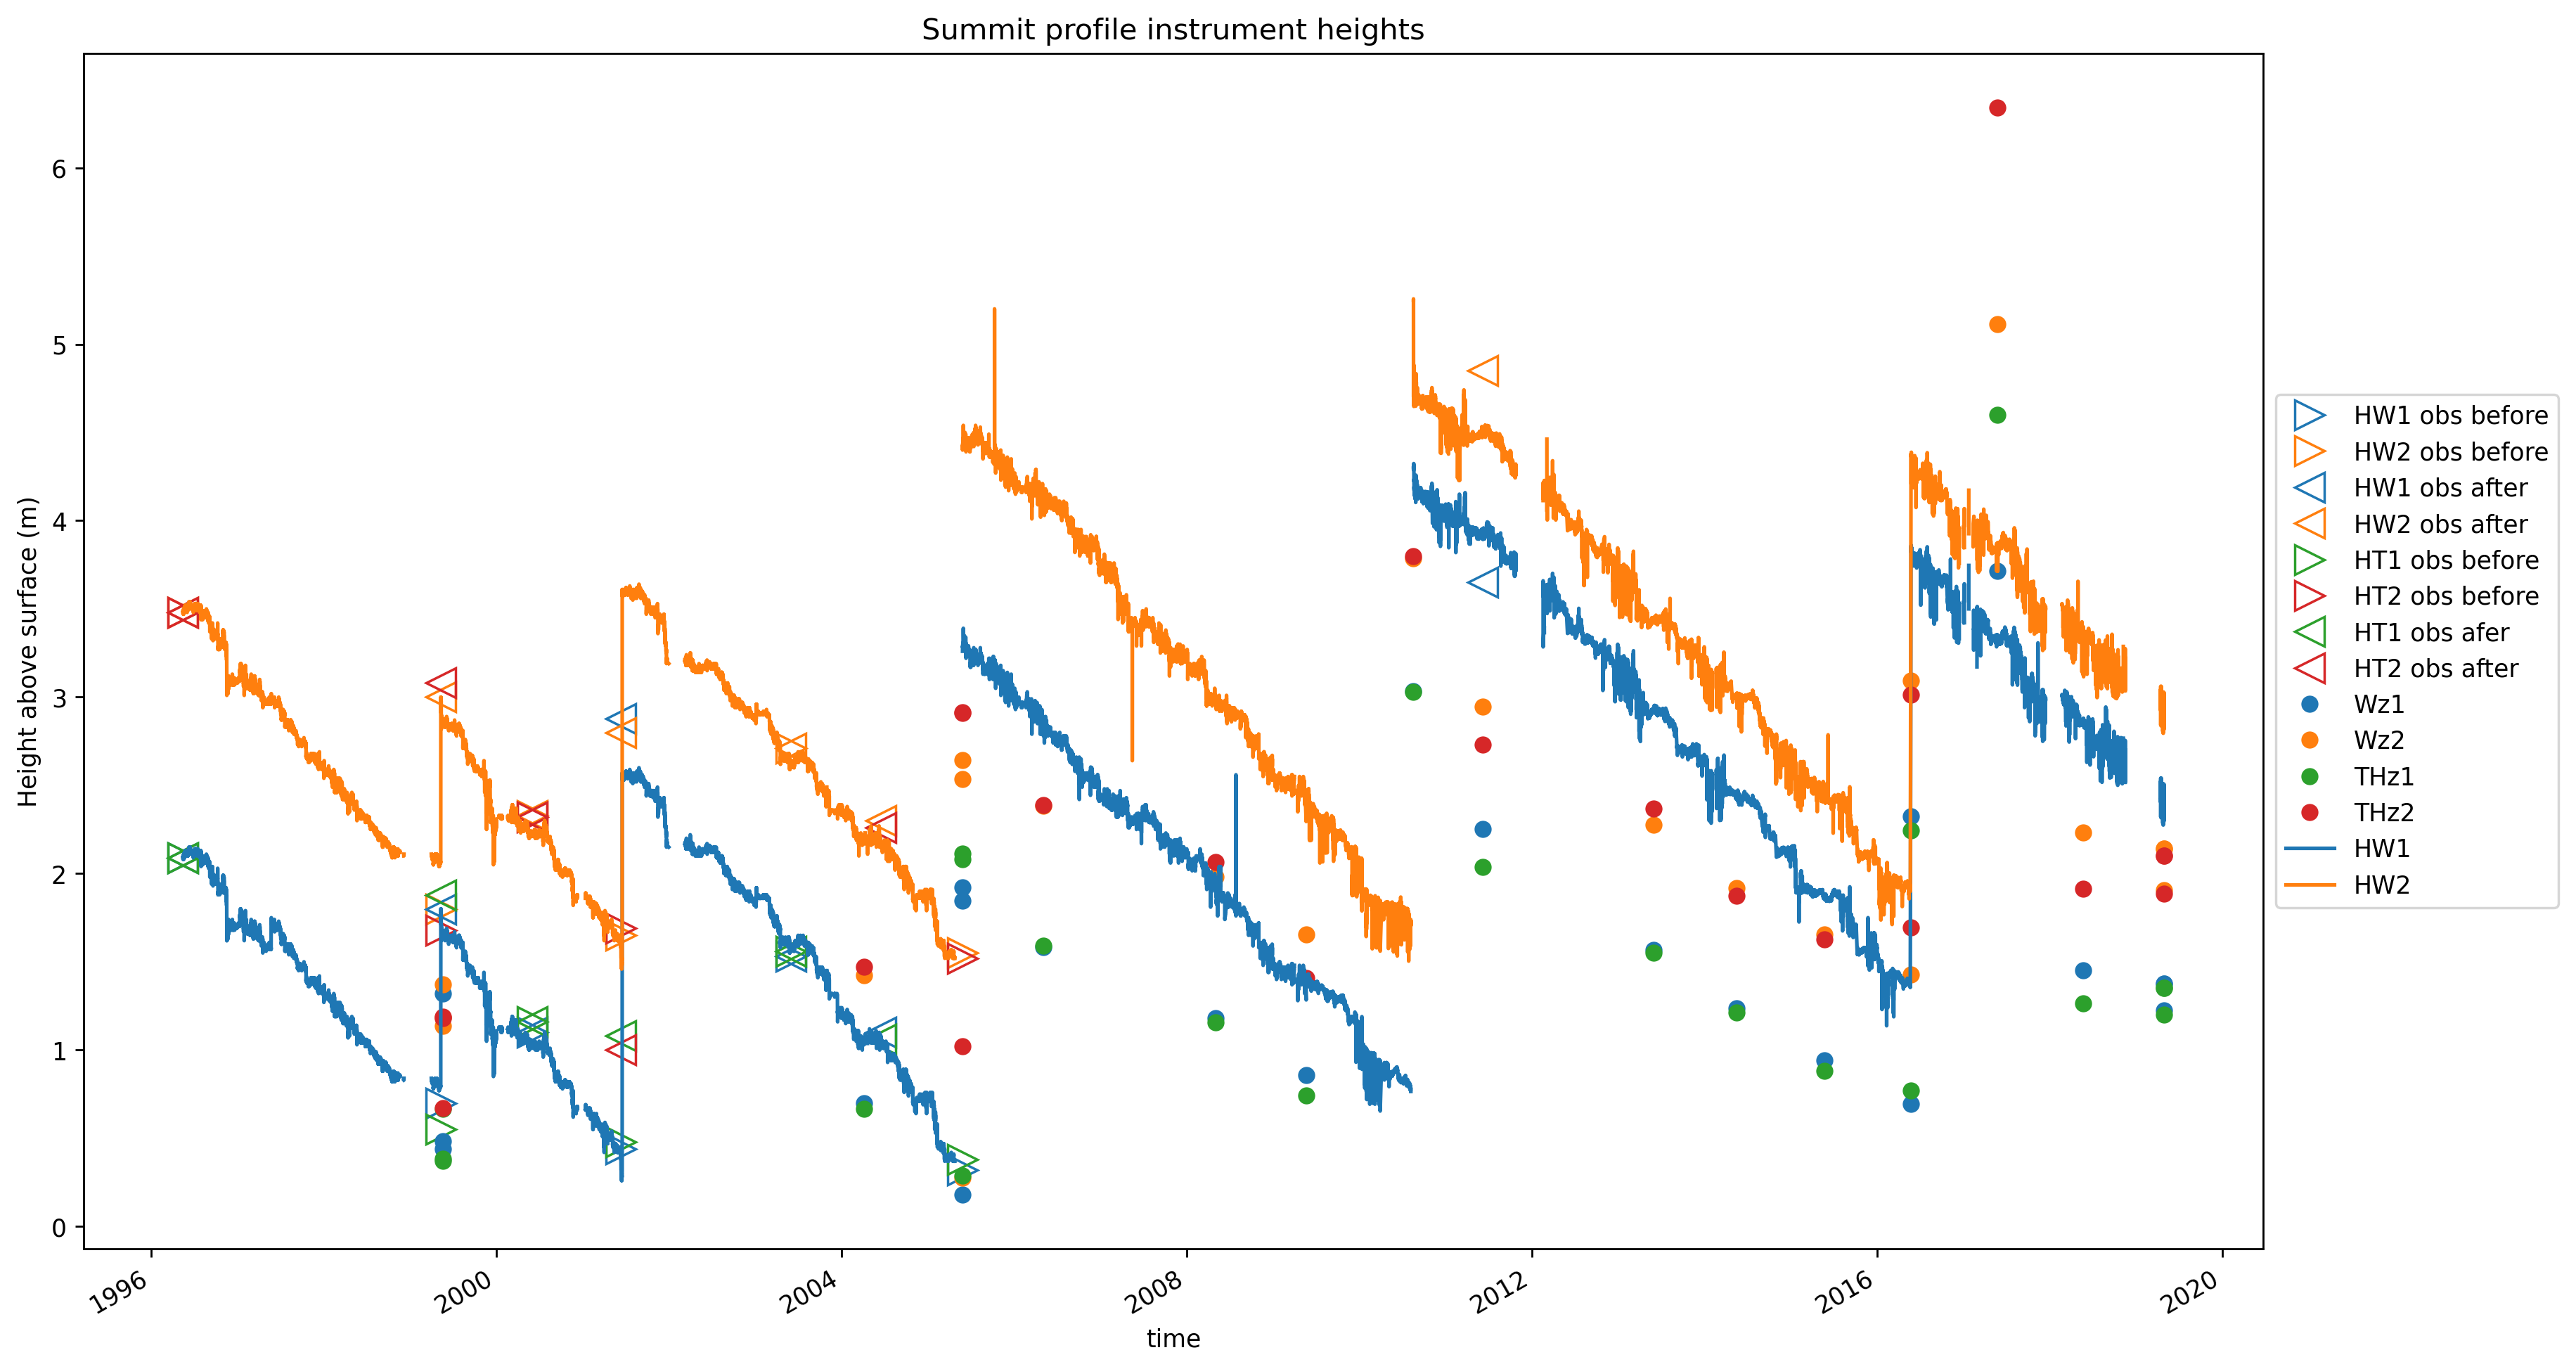 Summit profile instrument heights
Height above surface (m)
6
5
4
3
2
1
0
1996
2000
2004
2008
2012
2016
2020
time
HW1 obs before
HW2 obs before
HW1 obs after
HW2 obs after
HT1 obs before
HT2 obs before
HT1 obs afer
HT2 obs after
Wz1
Wz2
THz1
THz2
HW1
HW2